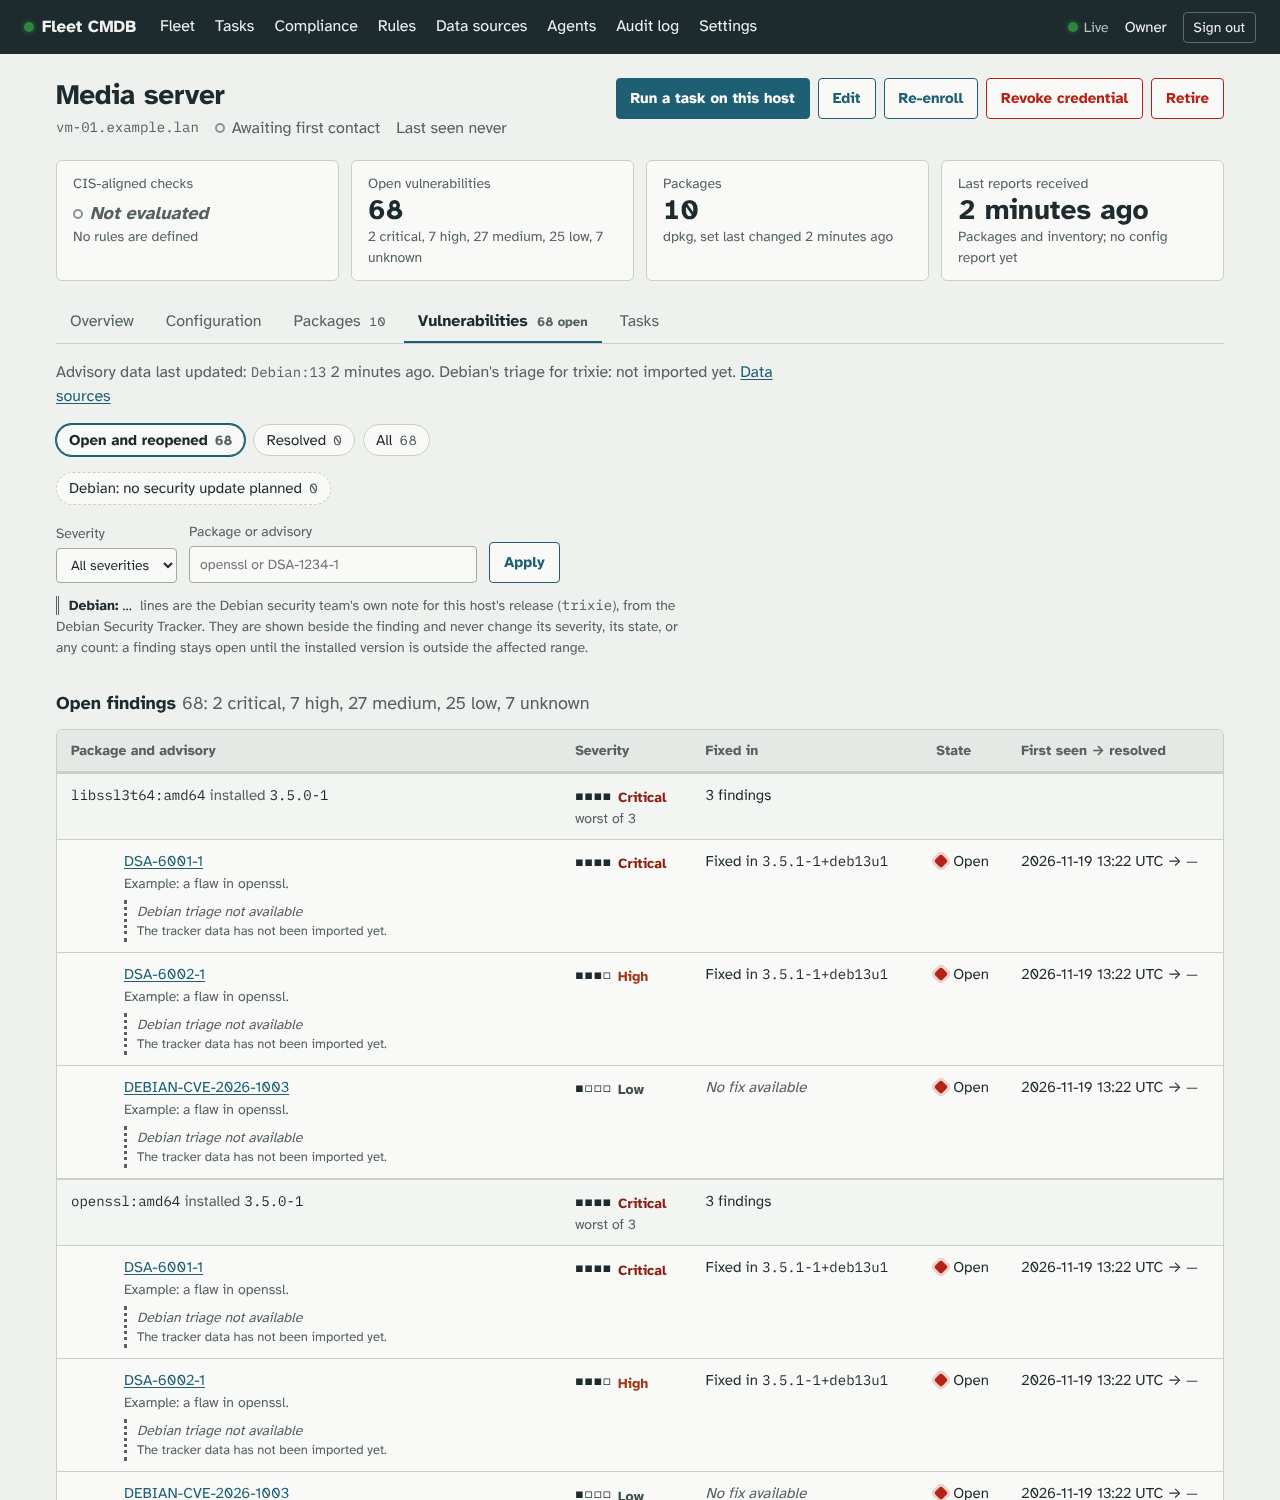 Fleet CMDB Fleet Tasks Compliance Rules Data sources Agents Audit log Settings Live Owner Sign out
Media server
Run a task on this host Edit Re-enroll Revoke credential Retire
vm-01.example.lan Awaiting first contact Last seen never
CIS-aligned checks
Not evaluated
No rules are defined
Open vulnerabilities
68
2 critical, 7 high, 27 medium, 25 low, 7
unknown
Packages
10
dpkg, set last changed 2 minutes ago
Last reports received
2 minutes ago
Packages and inventory; no config
report yet
Overview Configuration Packages 10 Vulnerabilities 68 open Tasks
Advisory data last updated: Debian:13 2 minutes ago. Debian's triage for trixie: not imported yet. Data
sources
Open and reopened 68 Resolved 0 All 68
Debian: no security update planned 0
Severity Package or advisory
All severities openssl or DSA-1234-1 Apply
Debian: … lines are the Debian security team's own note for this host's release (trixie), from the
Debian Security Tracker. They are shown beside the finding and never change its severity, its state, or
any count: a finding stays open until the installed version is outside the affected range.
Open findings 68: 2 critical, 7 high, 27 medium, 25 low, 7 unknown
Package and advisory Severity Fixed in State First seen → resolved
libssl3t64:amd64 installed 3.5.0-1 Critical 3 findings
worst of 3
DSA-6001-1 Critical Fixed in 3.5.1-1+deb13u1 Open 2026-11-19 13:22 UTC → —
Example: a flaw in openssl.
Debian triage not available
The tracker data has not been imported yet.
DSA-6002-1 High Fixed in 3.5.1-1+deb13u1 Open 2026-11-19 13:22 UTC → —
Example: a flaw in openssl.
Debian triage not available
The tracker data has not been imported yet.
DEBIAN-CVE-2026-1003 Low No fix available Open 2026-11-19 13:22 UTC → —
Example: a flaw in openssl.
Debian triage not available
The tracker data has not been imported yet.
openssl:amd64 installed 3.5.0-1 Critical 3 findings
worst of 3
DSA-6001-1 Critical Fixed in 3.5.1-1+deb13u1 Open 2026-11-19 13:22 UTC → —
Example: a flaw in openssl.
Debian triage not available
The tracker data has not been imported yet.
DSA-6002-1 High Fixed in 3.5.1-1+deb13u1 Open 2026-11-19 13:22 UTC → —
Example: a flaw in openssl.
Debian triage not available
The tracker data has not been imported yet.
DEBIAN-CVE-2026-1003 Low No fix available Open 2026-11-19 13:22 UTC → —